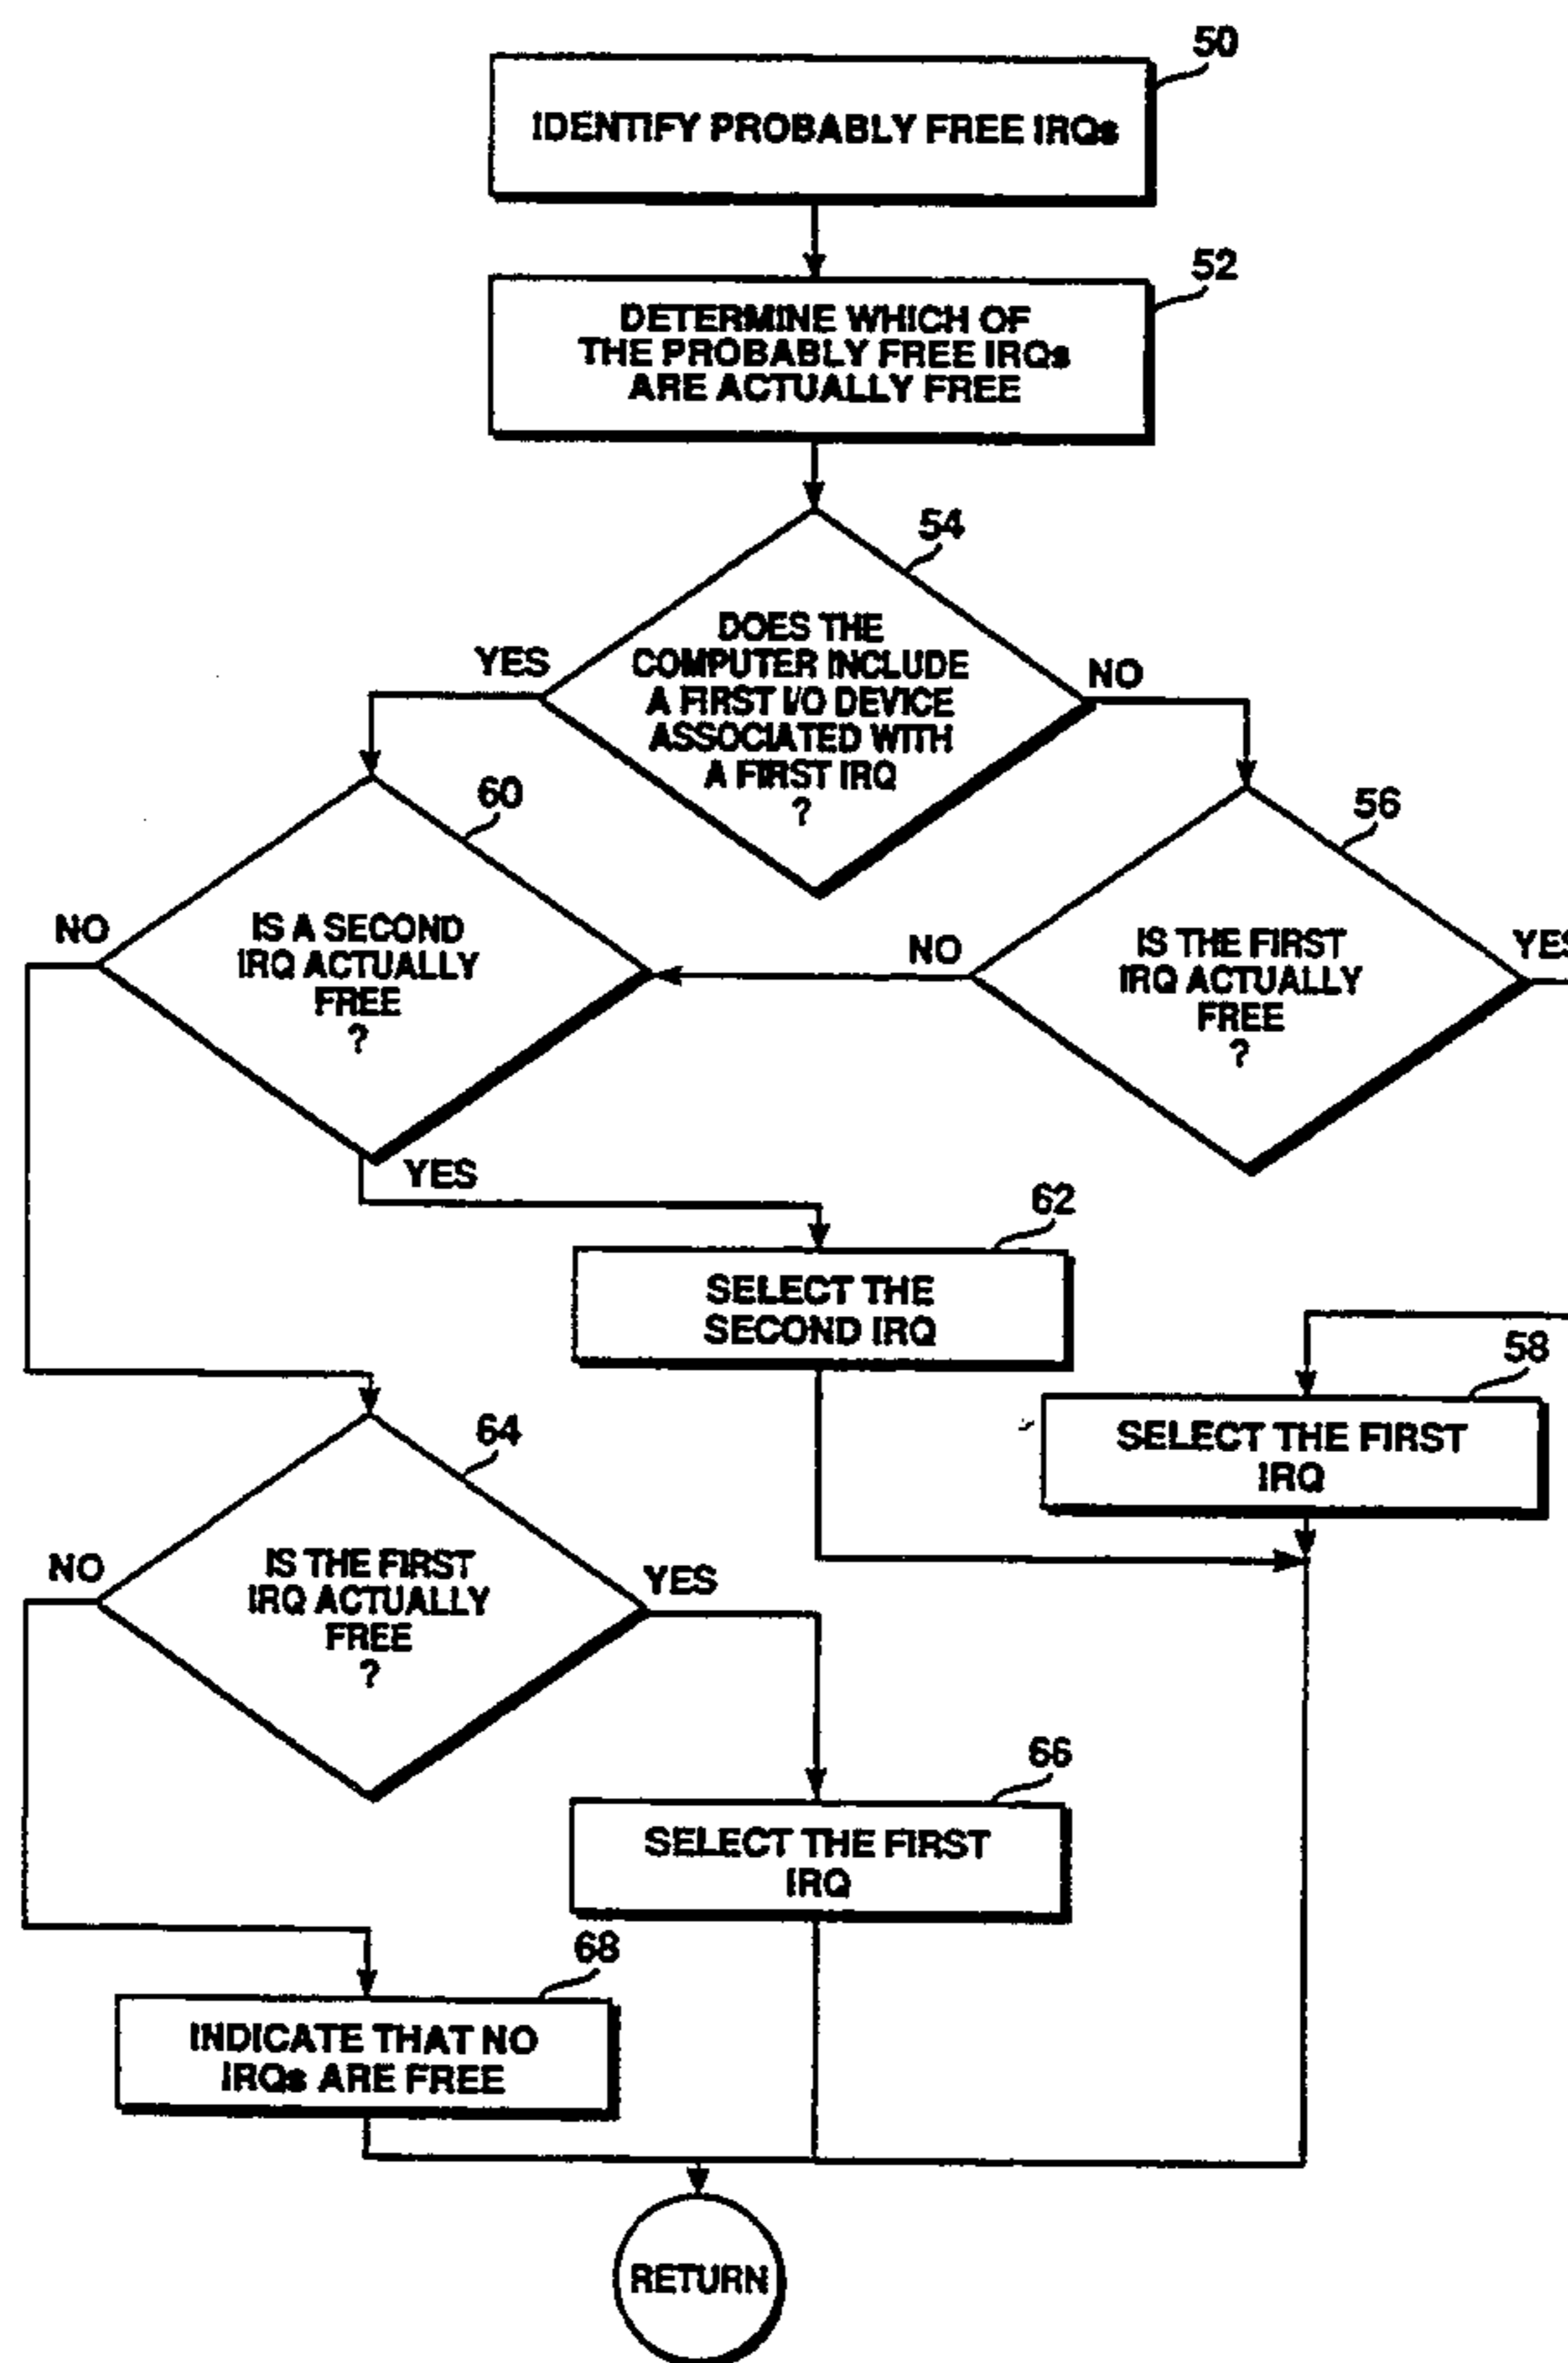 50
IDENTIFY PROBABLY FREE IRQs
52
DETERMINE WHICH OF
THE PROBABLY FREE IRQs
ARE ACTUALLY FREE
54
DOES THE
COMPUTER INCLUDE
A FIRST I/O DEVICE
ASSOCIATED WITH
A FIRST IRQ
?
YES
NO
60
IS A SECOND
IRQ ACTUALLY
FREE
?
NO
YES
56
IS THE FIRST
IRQ ACTUALLY
FREE
?
NO
YES
62
SELECT THE
SECOND IRQ
58
SELECT THE FIRST
IRQ
64
IS THE FIRST
IRQ ACTUALLY
FREE
?
NO
YES
66
SELECT THE FIRST
IRQ
68
INDICATE THAT NO
IRQs ARE FREE
RETURN